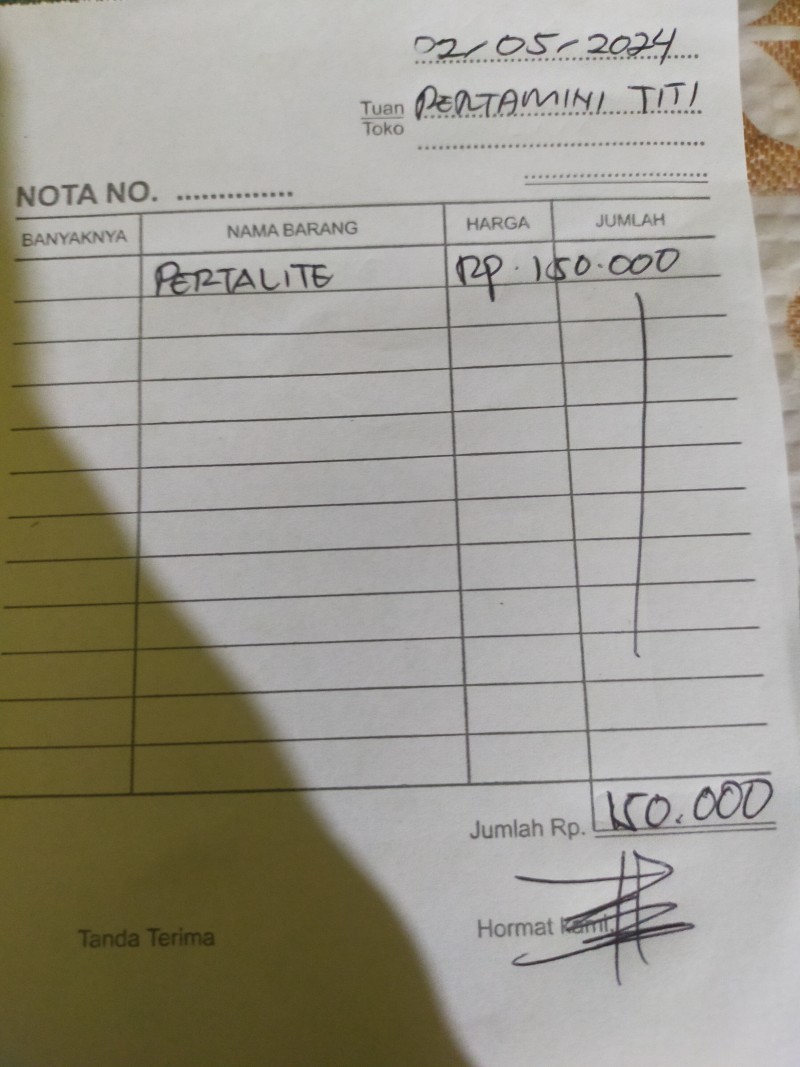 02/05-2024
Tuan
Toko
PERTAMINI TITI
NOTA NO. ..............
BANYAKNYA NAMA BARANG HARGA JUMLAH
PERTALITE Rp. 150.000
Jumlah Rp. 150.000
Tanda Terima Hormat kami,